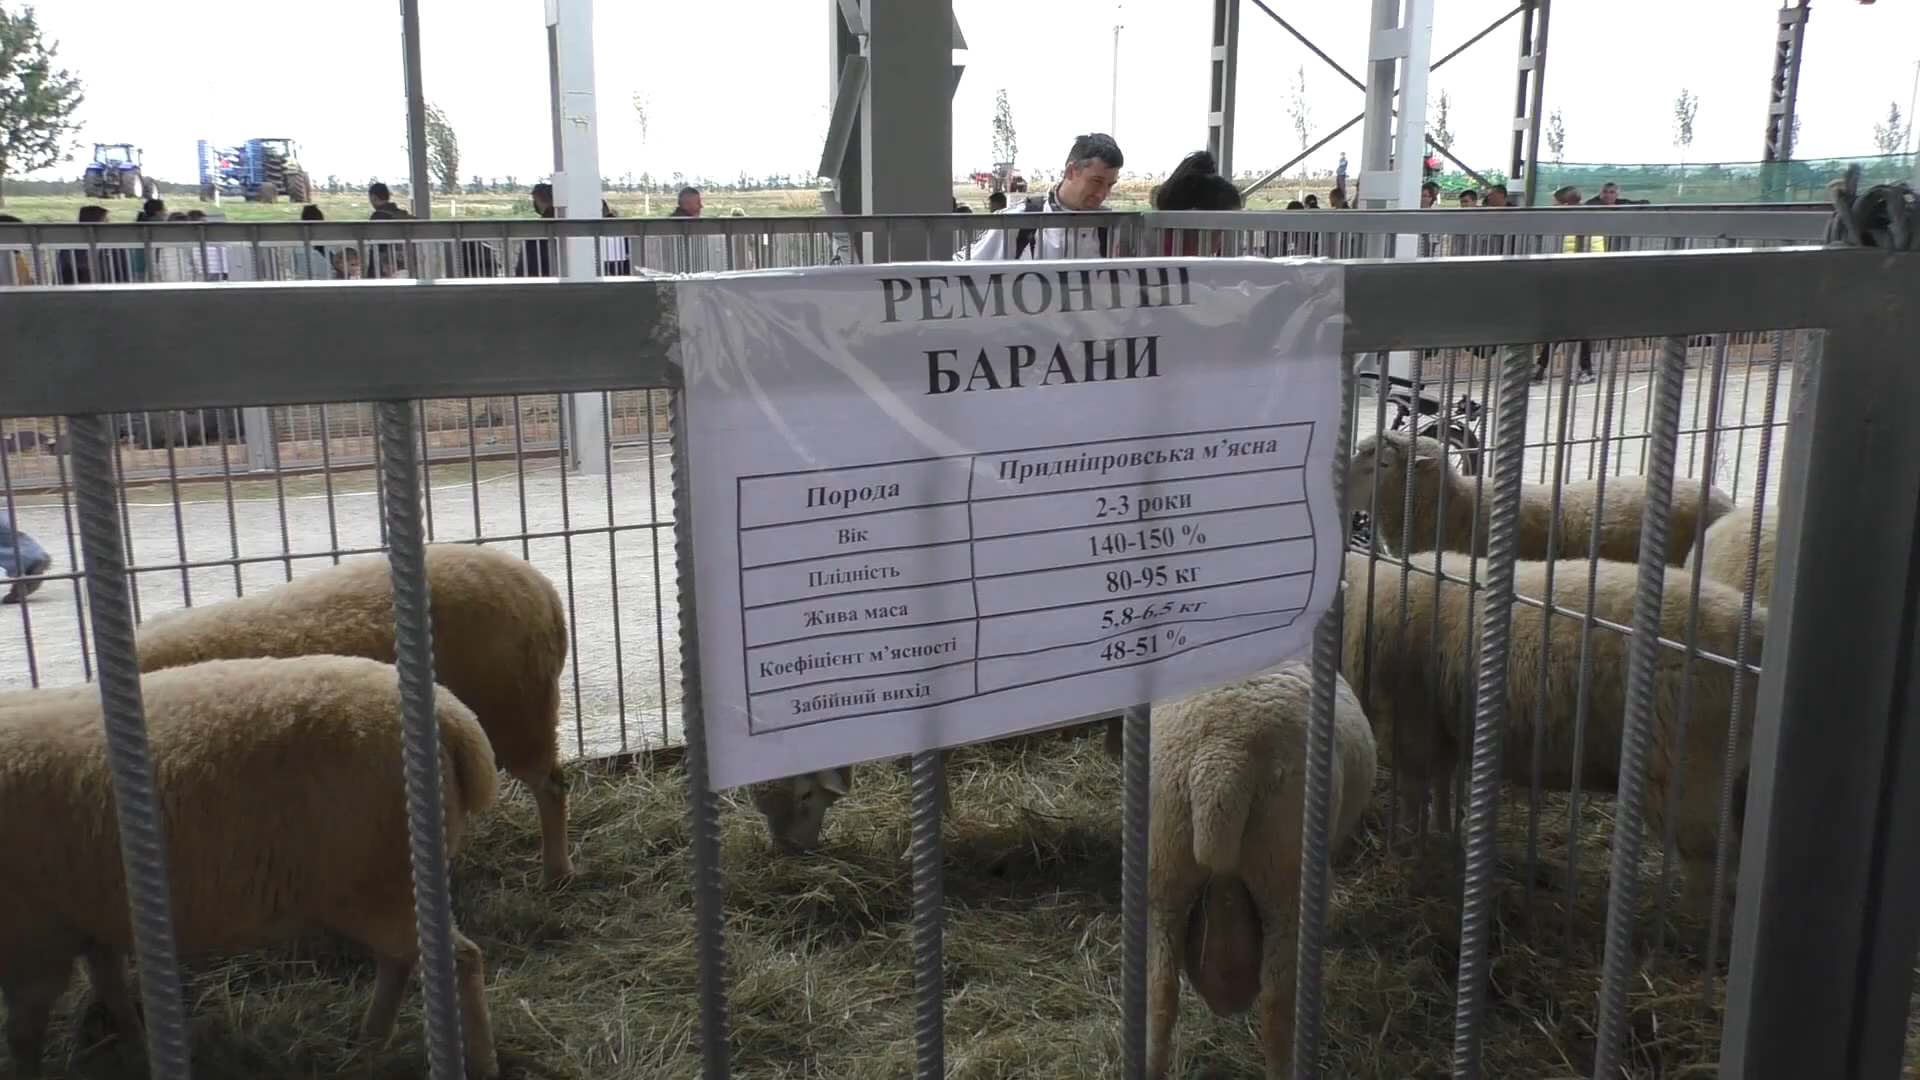 РЕМОНТНІ
БАРАНИ
Порода Придніпровська м’ясна
Вік 2-3 роки
Плідність 140-150 %
Жива маса 80-95 кг
Коефіцієнт м’ясності 5,8-6,5 кг
Забійний вихід 48-51 %